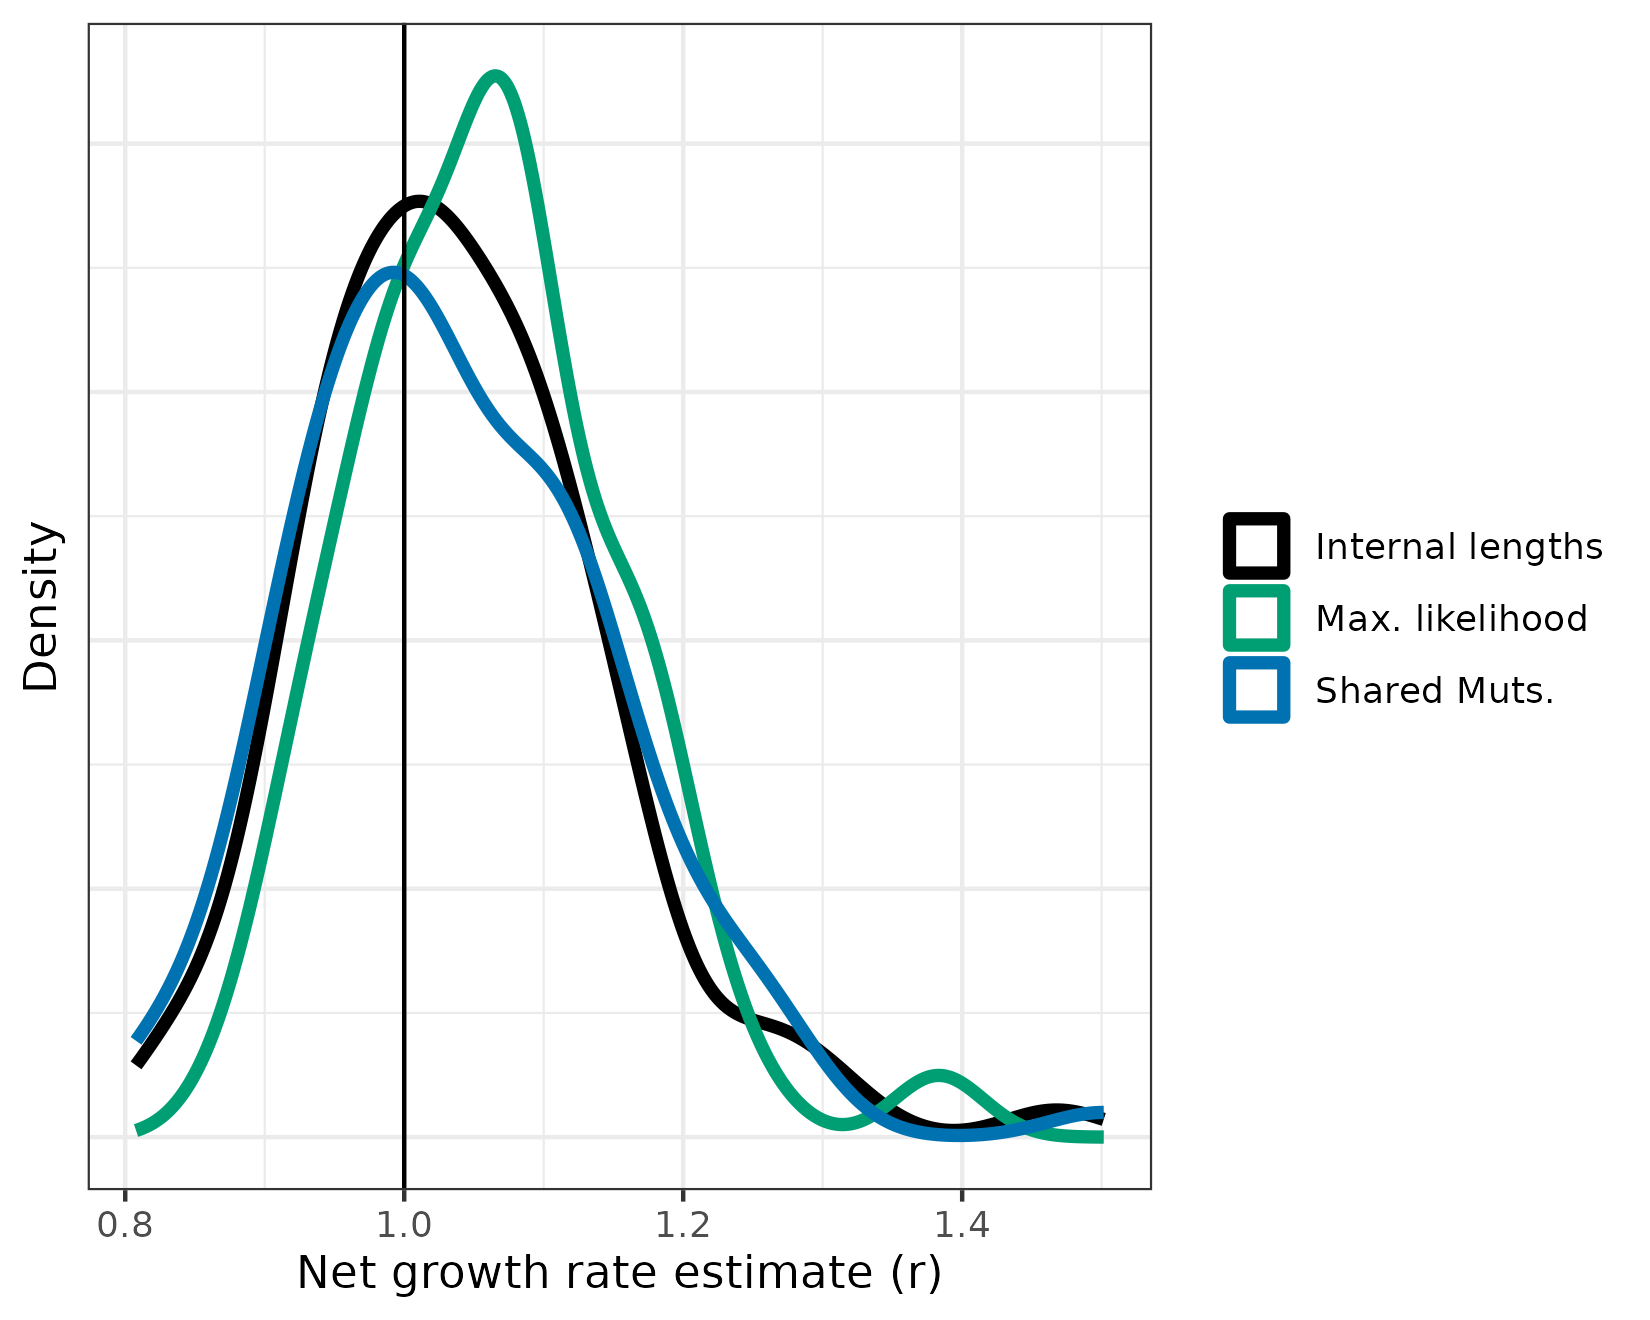 Density
Internal lengths
Max. likelihood
Shared Muts.
0.8 1.0 1.2 1.4
Net growth rate estimate (r)